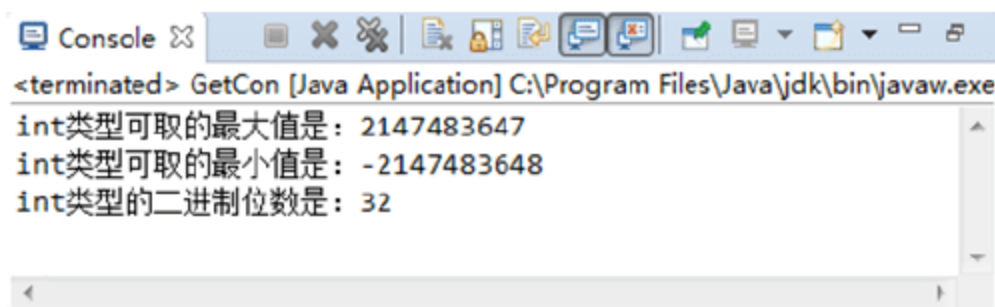 Console
<terminated> GetCon [Java Application] C:\Program Files\Java\jdk\bin\javaw.exe
int类型可取的最大值是：2147483647
int类型可取的最小值是：-2147483648
int类型的二进制位数是：32